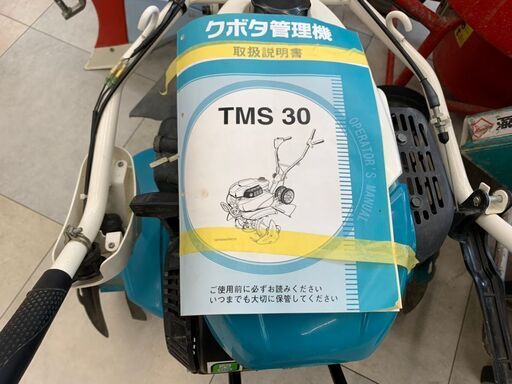 クボタ管理機
取扱説明書
TMS 30
OPERATOR'S MANUAL
ご使用前に必ずお読みください
いつまでも大切に保管してください